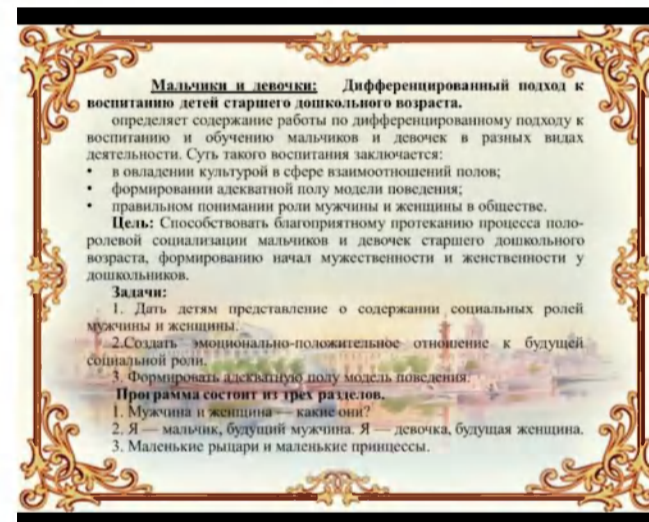 Мальчики и девочки: Дифференцированный подход к
воспитанию детей старшего дошкольного возраста.
определяет содержание работы по дифференцированному подходу к
воспитанию и обучению мальчиков и девочек в разных видах
деятельности. Суть такого воспитания заключается:
• в овладении культурой в сфере взаимоотношений полов;
• формировании адекватной полу модели поведения;
• правильном понимании роли мужчины и женщины в обществе.
Цель: Способствовать благоприятному протеканию процесса поло-
ролевой социализации мальчиков и девочек старшего дошкольного
возраста, формированию начал мужественности и женственности у
дошкольников.
Задачи:
1. Дать детям представление о содержании социальных ролей
мужчины и женщины.
2.Создать эмоционально-положительное отношение к будущей
социальной роли.
3. Формировать адекватную полу модель поведения.
Программа состоит из трех разделов.
1. Мужчина и женщина — какие они?
2. Я — мальчик, будущий мужчина. Я — девочка, будущая женщина.
3. Маленькие рыцари и маленькие принцессы.